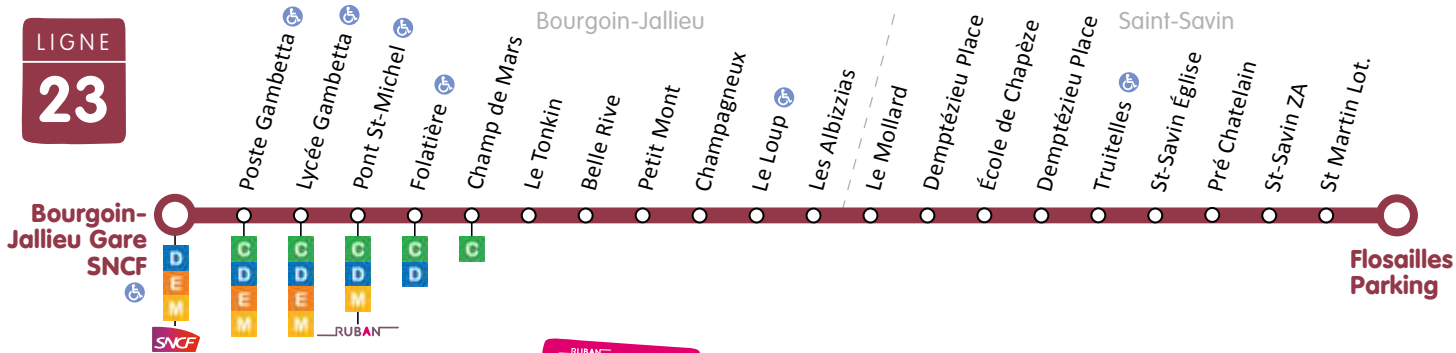 LIGNE
23
Bourgoin-Jallieu
Saint-Savin
Poste Gambetta
Lycée Gambetta
Pont St-Michel
Folatière
Champ de Mars
Le Tonkin
Belle Rive
Petit Mont
Champagneux
Le Loup
Les Albizzias
Le Mollard
Demptézieu Place
École de Chapèze
Demptézieu Place
Truitelles
St-Savin Église
Pré Chatelain
St-Savin ZA
St Martin Lot.
Bourgoin-
Jallieu Gare
SNCF
Flosailles
Parking
D
E
M
SNCF
C
D
E
M
C
D
E
M
C
D
M
RUBAN
C
D
C
RUBAN